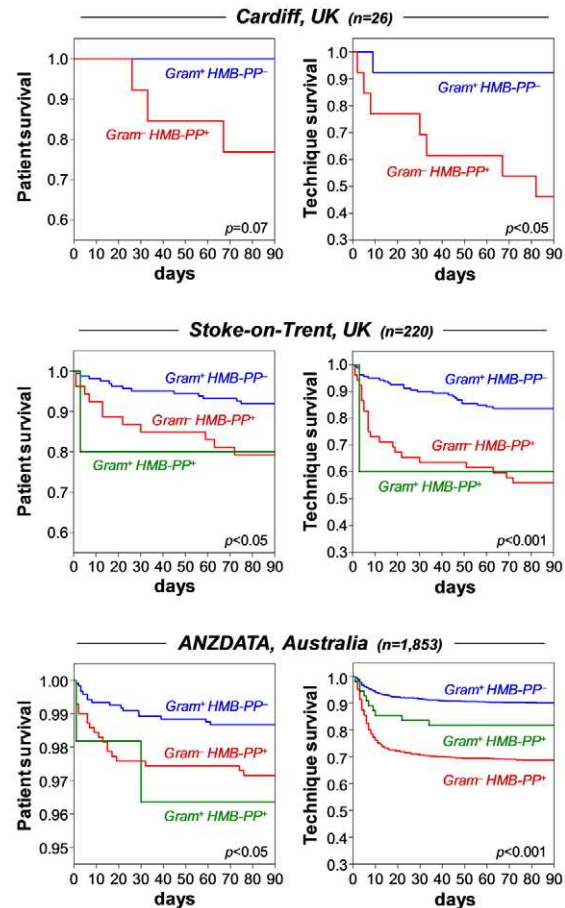 Cardiff, UK (n=26)
Patient survival
1.0
0.9
0.8
0.7
0.6
Gram⁺ HMB-PP⁻
Gram⁻ HMB-PP⁺
p=0.07
0 10 20 30 40 50 60 70 80 90
days
Technique survival
1.0
0.9
0.8
0.7
0.6
0.5
0.4
0.3
Gram⁺ HMB-PP⁻
Gram⁻ HMB-PP⁺
p<0.05
0 10 20 30 40 50 60 70 80 90
days
Stoke-on-Trent, UK (n=220)
Patient survival
1.0
0.9
0.8
0.7
0.6
Gram⁺ HMB-PP⁻
Gram⁻ HMB-PP⁺
Gram⁺ HMB-PP⁺
p<0.05
0 10 20 30 40 50 60 70 80 90
days
Technique survival
1.0
0.9
0.8
0.7
0.6
0.5
0.4
0.3
Gram⁺ HMB-PP⁻
Gram⁻ HMB-PP⁺
Gram⁺ HMB-PP⁺
p<0.001
0 10 20 30 40 50 60 70 80 90
days
ANZDATA, Australia (n=1,853)
Patient survival
1.00
0.99
0.98
0.97
0.96
0.95
Gram⁺ HMB-PP⁻
Gram⁻ HMB-PP⁺
Gram⁺ HMB-PP⁺
p<0.05
0 10 20 30 40 50 60 70 80 90
days
Technique survival
1.0
0.9
0.8
0.7
0.6
0.5
0.4
0.3
Gram⁺ HMB-PP⁻
Gram⁺ HMB-PP⁺
Gram⁻ HMB-PP⁺
p<0.001
0 10 20 30 40 50 60 70 80 90
days